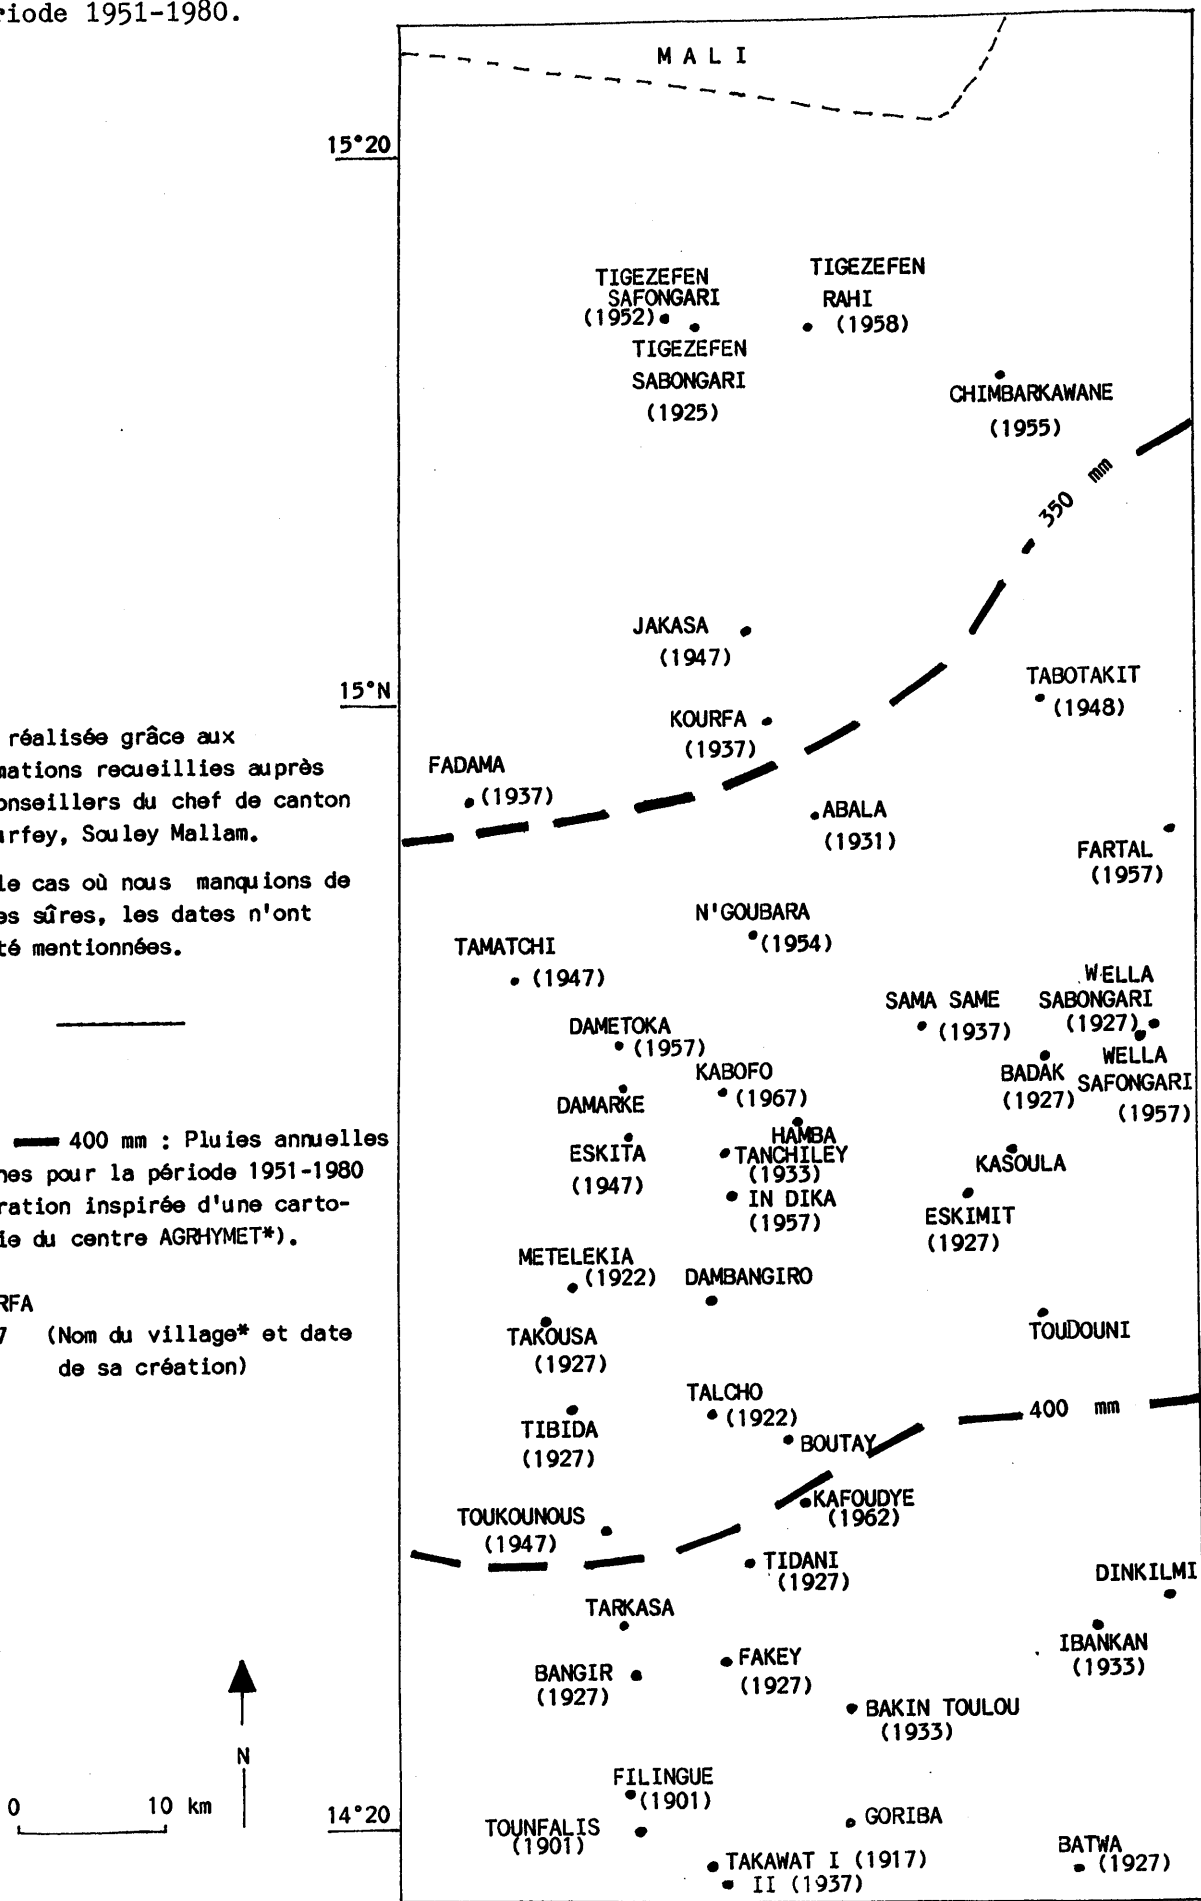 riode 1951-1980.
MALI
15°20
TIGEZEFEN
SAFONGARI
(1952)
TIGEZEFEN
SABONGARI
(1925)
TIGEZEFEN
RAHI
(1958)
CHIMBARKAWANE
(1955)
350 mm
JAKASA
(1947)
15°N
TABOTAKIT
(1948)
KOURFA
(1937)
FADAMA
(1937)
ABALA
(1931)
FARTAL
(1957)
réalisée grâce aux
mations recueillies auprès
onseillers du chef de canton
urfey, Souley Mallam.
le cas où nous manquions de
es sûres, les dates n'ont
té mentionnées.
N'GOUBARA
(1954)
TAMATCHI
(1947)
SAMA SAME
(1937)
WELLA
SABONGARI
(1927)
WELLA
SAFONGARI
(1957)
BADAK
(1927)
DAMETOKA
(1957)
KABOFO
(1967)
DAMARKE
HAMBA
TANCHILEY
(1933)
ESKITA
(1947)
IN DIKA
(1957)
KASOULA
ESKIMIT
(1927)
400 mm : Pluies annuelles
nes pour la période 1951-1980
ration inspirée d'une carto-
ie du centre AGRHYMET*).
RFA
7 (Nom du village* et date
de sa création)
METELEKIA
(1922)
DAMBANGIRO
TAKOUSA
(1927)
TOUDOUNI
TALCHO
(1922)
TIBIDA
(1927)
BOUTAY
400 mm
KAFOUDYE
(1962)
TOUKOUNOUS
(1947)
TIDANI
(1927)
DINKILMI
TARKASA
IBANKAN
(1933)
BANGIR
(1927)
FAKEY
(1927)
BAKIN TOULOU
(1933)
N
0 10 km
14°20
FILINGUE
(1901)
TOUNFALIS
(1901)
GORIBA
BATWA
(1927)
TAKAWAT I (1917)
II (1937)